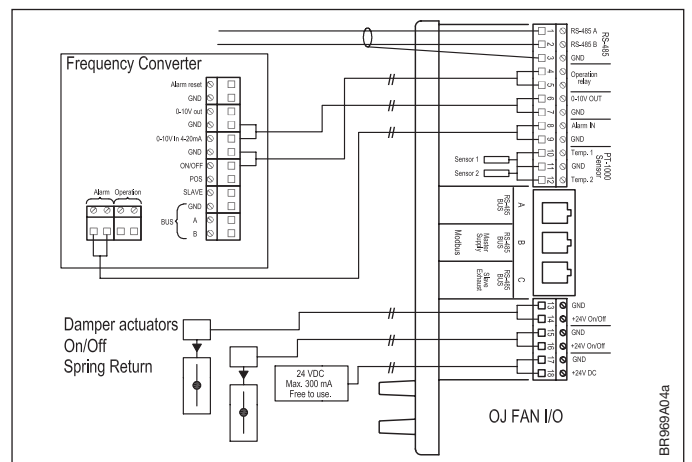 Frequency Converter
Alarm reset
GND
0-10V out
GND
0-10V In 4-20mA
GND
ON/OFF
POS
SLAVE
GND
BUS
A
B
Alarm Operation
Damper actuators
On/Off
Spring Return
24 VDC
Max. 300 mA
Free to use.
Sensor 1
Sensor 2
1 RS-485 A
2 RS-485 B
3 GND
RS-485
4
5
Operation
relay
6 0-10V OUT
7 GND
8 Alarm IN
9 GND
10 Temp. 1
11 GND
12 Temp. 2
PT-1000
Sensor
A
RS-485
BUS
B
RS-485
BUS
Master
Supply
Modbus
C
RS-485
BUS
Slave
Exhaust
13 GND
14 +24V On/Off
15 GND
16 +24V On/Off
17 GND
18 +24V DC
OJ FAN I/O
BR969A04a